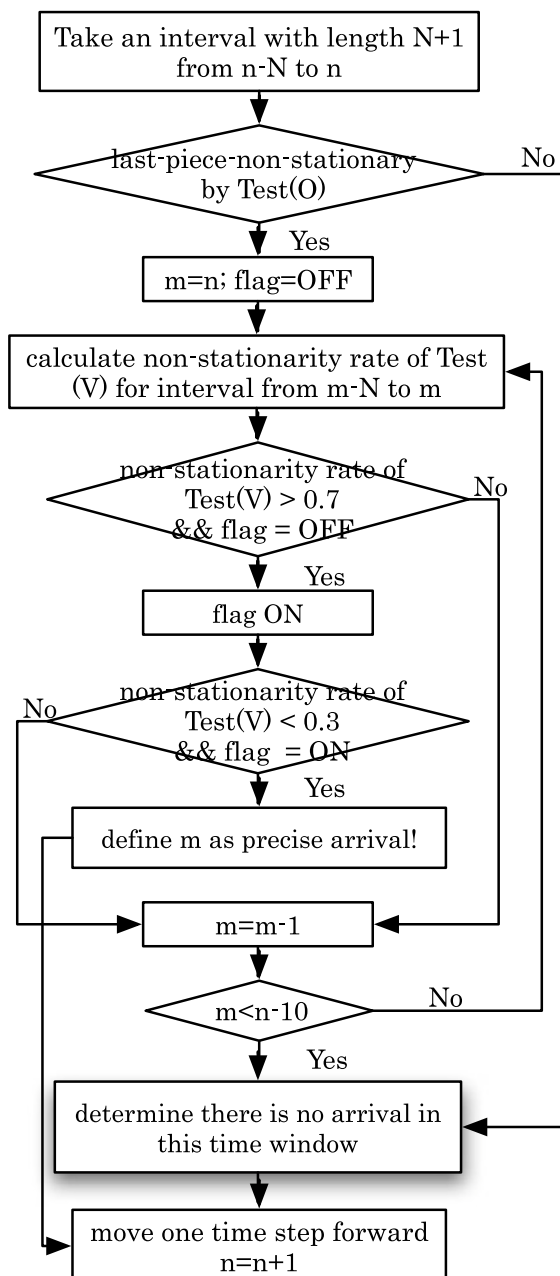 Take an interval with length N+1
from n-N to n
last-piece-non-stationary
by Test(O)
No
Yes
m=n; flag=OFF
calculate non-stationarity rate of Test
(V) for interval from m-N to m
non-stationarity rate of
Test(V) > 0.7
&& flag = OFF
No
Yes
flag ON
non-stationarity rate of
Test(V) < 0.3
&& flag = ON
No
Yes
define m as precise arrival!
m=m-1
m<n-10
No
Yes
determine there is no arrival in
this time window
move one time step forward
n=n+1